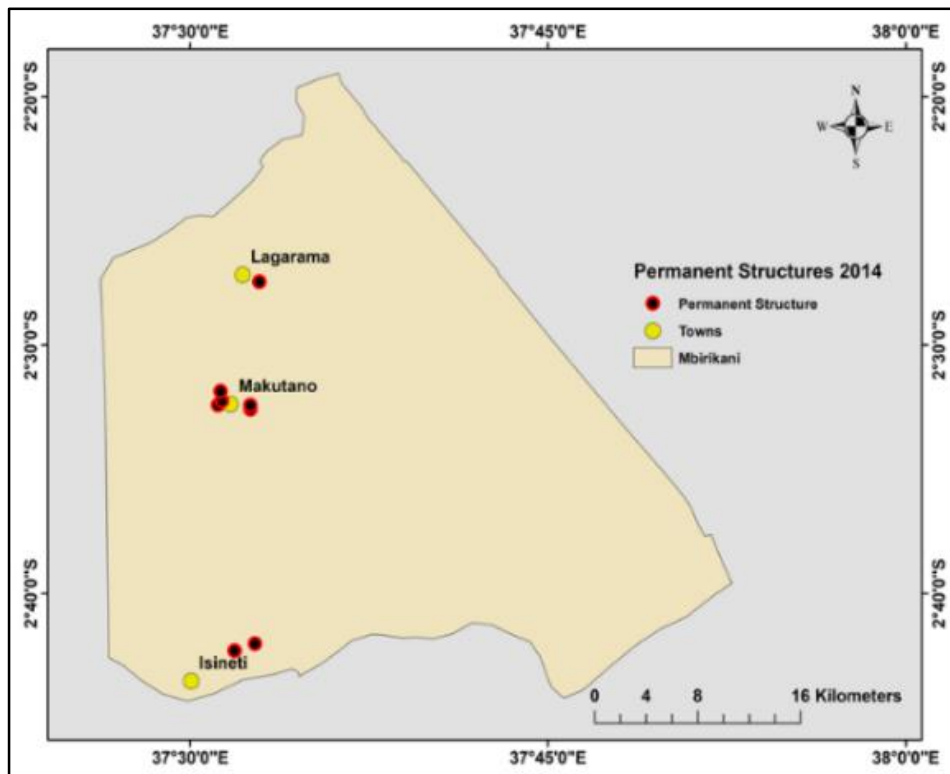 37°30'0"E 37°45'0"E 38°0'0"E
2°20'0"S 2°20'0"S
N
W E
S
Lagarama
Permanent Structures 2014
Permanent Structure
Towns
2°30'0"S 2°30'0"S
Mbirikani
Makutano
2°40'0"S 2°40'0"S
Isineti
0 4 8 16 Kilometers
37°30'0"E 37°45'0"E 38°0'0"E